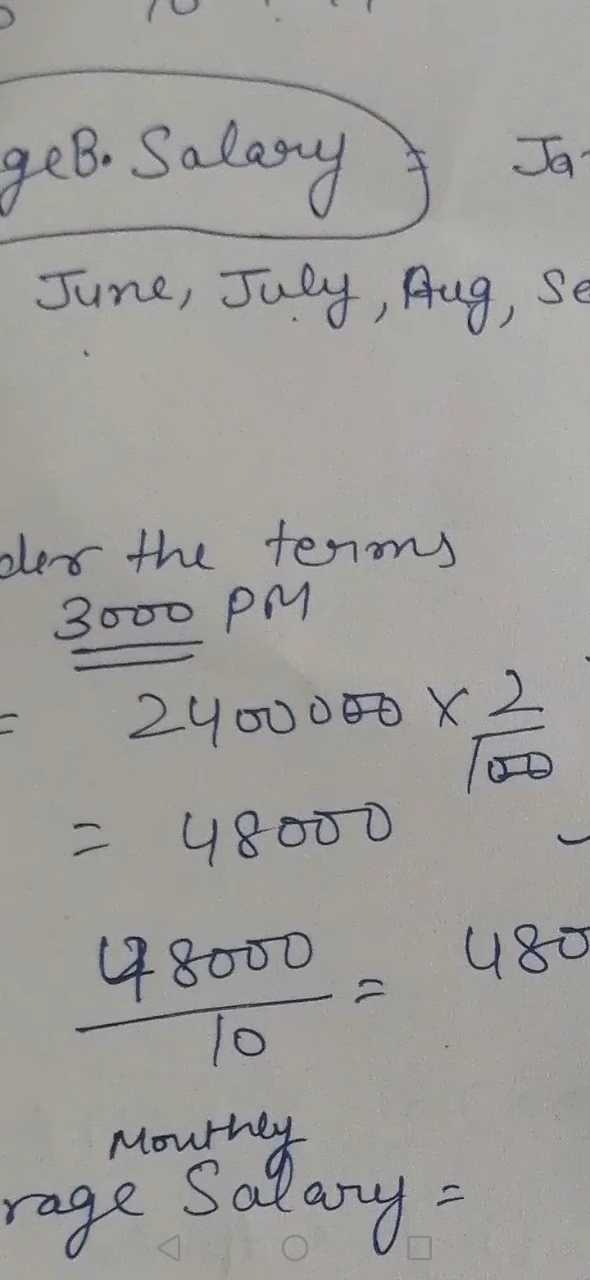 geB. Salary
June, July, Aug, Se
der the terms
3000 PM
= 2400000 x 2/100
= 48000
48000/10 = 480
Monthly
rage Salary =